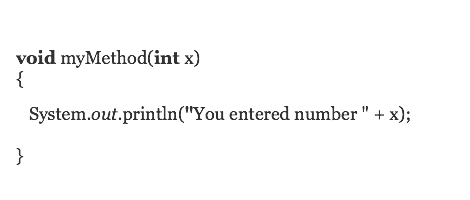 void myMethod(int x)
{
System.out.println("You entered number " + x);
}